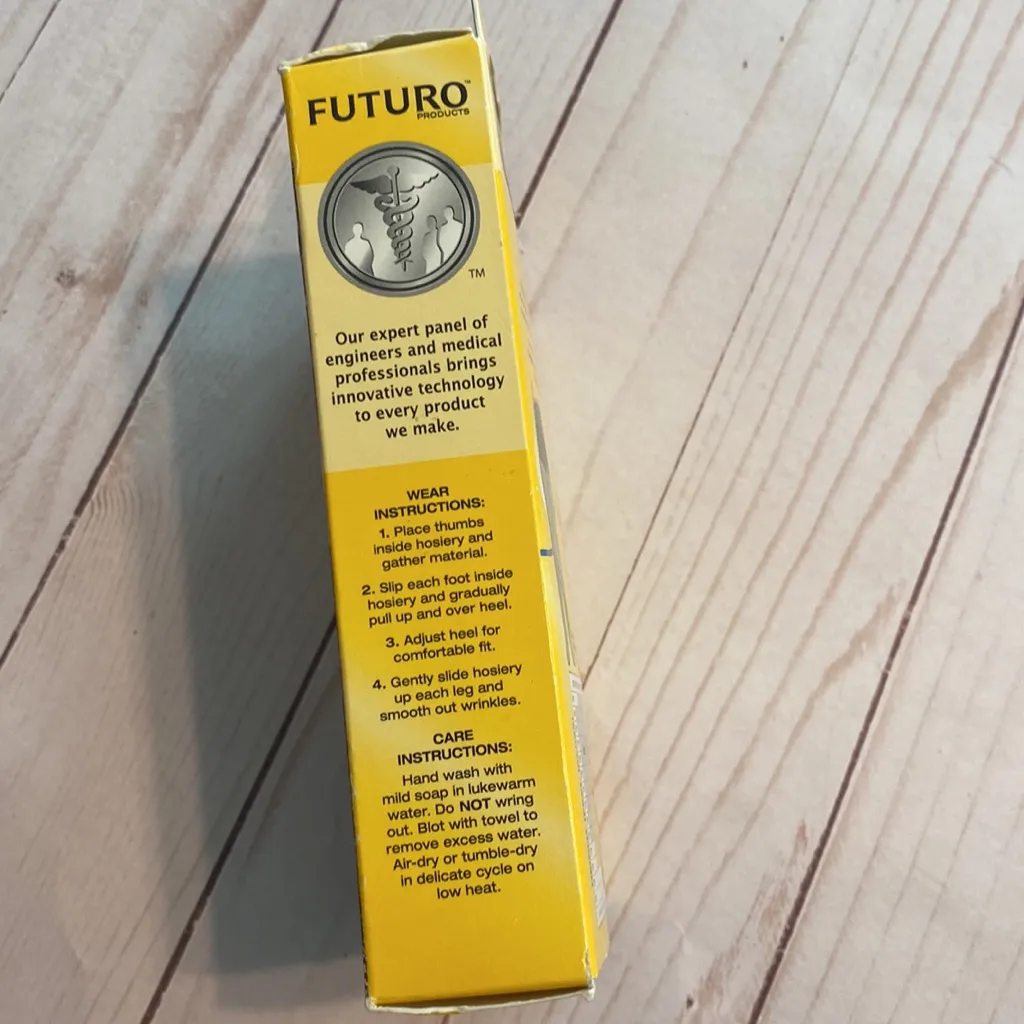 FUTURO™
PRODUCTS
TM
Our expert panel of
engineers and medical
professionals brings
innovative technology
to every product
we make.
WEAR
INSTRUCTIONS:
1. Place thumbs
inside hosiery and
gather material.
2. Slip each foot inside
hosiery and gradually
pull up and over heel.
3. Adjust heel for
comfortable fit.
4. Gently slide hosiery
up each leg and
smooth out wrinkles.
CARE
INSTRUCTIONS:
Hand wash with
mild soap in lukewarm
water. Do NOT wring
out. Blot with towel to
remove excess water.
Air-dry or tumble-dry
in delicate cycle on
low heat.